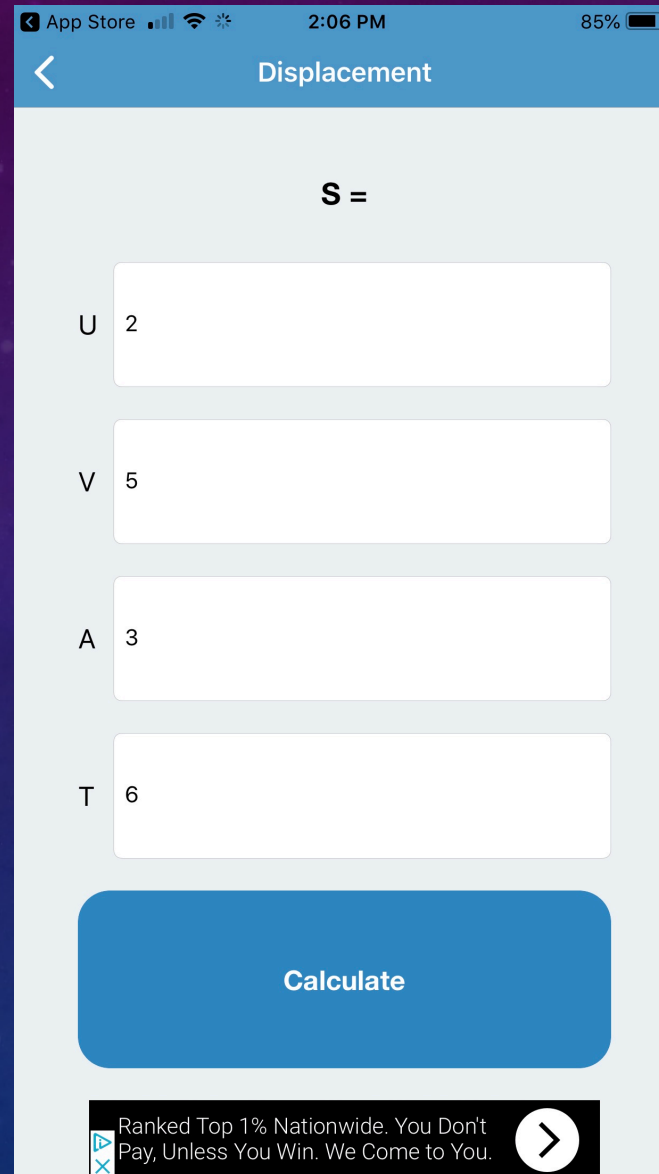 App Store 2:06 PM 85%
Displacement
S =
U 2
V 5
A 3
T 6
Calculate
Ranked Top 1% Nationwide. You Don't
Pay, Unless You Win. We Come to You.